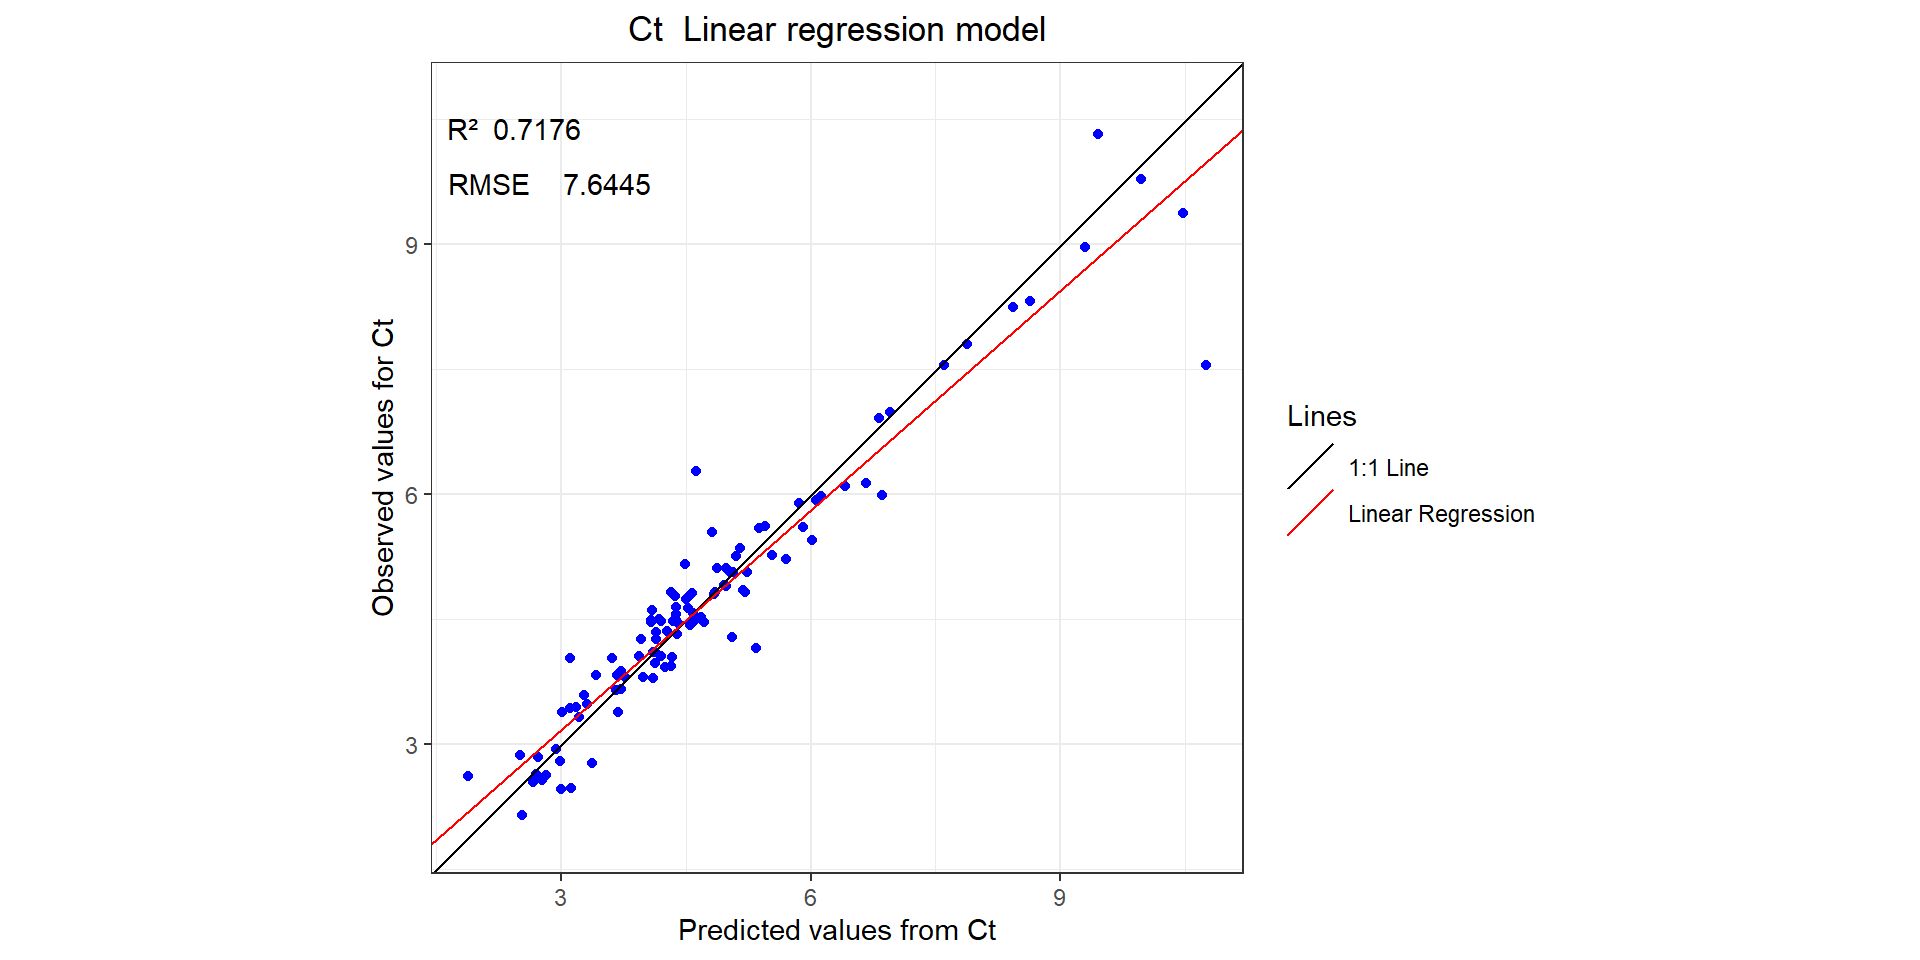 Ct  Linear regression model
R²  0.7176
RMSE    7.6445
9
6
3
Observed values for Ct
3
6
9
Predicted values from Ct
Lines
1:1 Line
Linear Regression